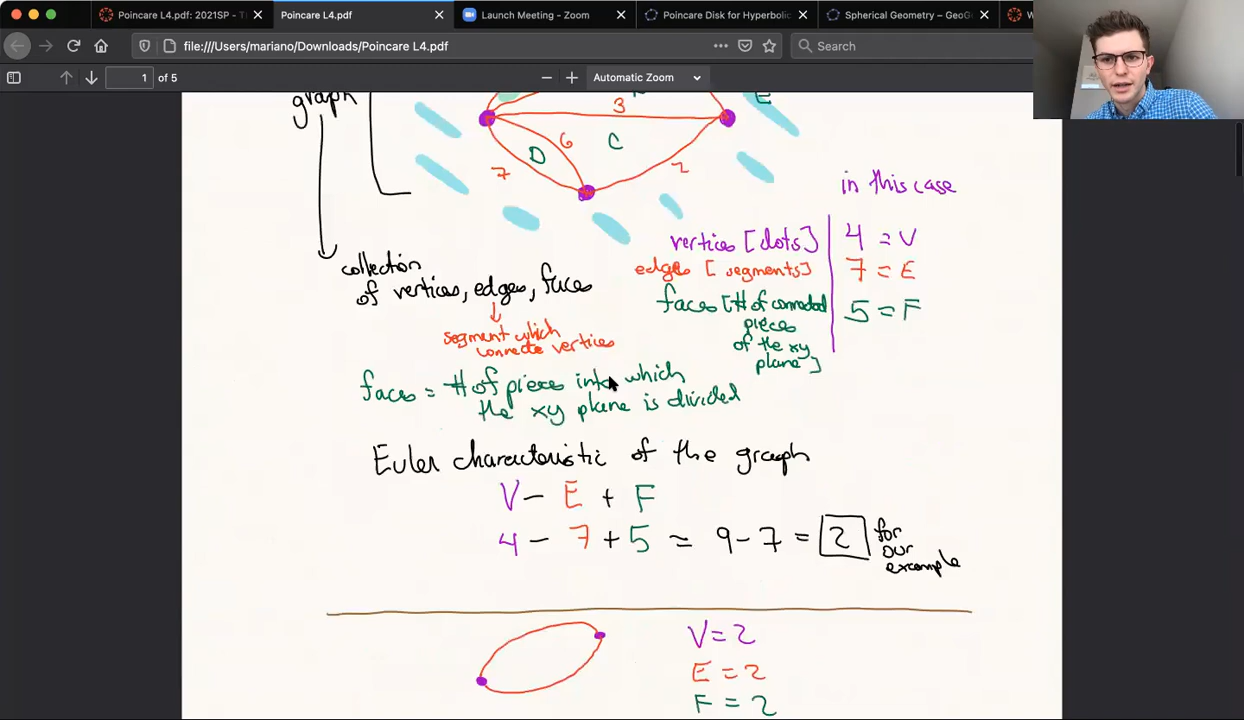 Poincare L4.pdf: 2021SP - T
Poincare L4.pdf
Launch Meeting - Zoom
Poincare Disk for Hyperbolic
Spherical Geometry – GeoG
file:///Users/mariano/Downloads/Poincare L4.pdf
Search
1 of 5
Automatic Zoom
graph
3
E
6
C
D
7
2
in this case
vertices [dots] 4 = V
edges [segments] 7 = E
faces [# of connected 5 = F
pieces
of the xy
plane]
collection
of vertices, edges, faces
segment which
connects vertices
faces = # of pieces into which
the xy plane is divided
Euler characteristic of the graph
V - E + F
4 - 7 + 5 = 9 - 7 = 2 for
our
example
V = 2
E = 2
F = 2